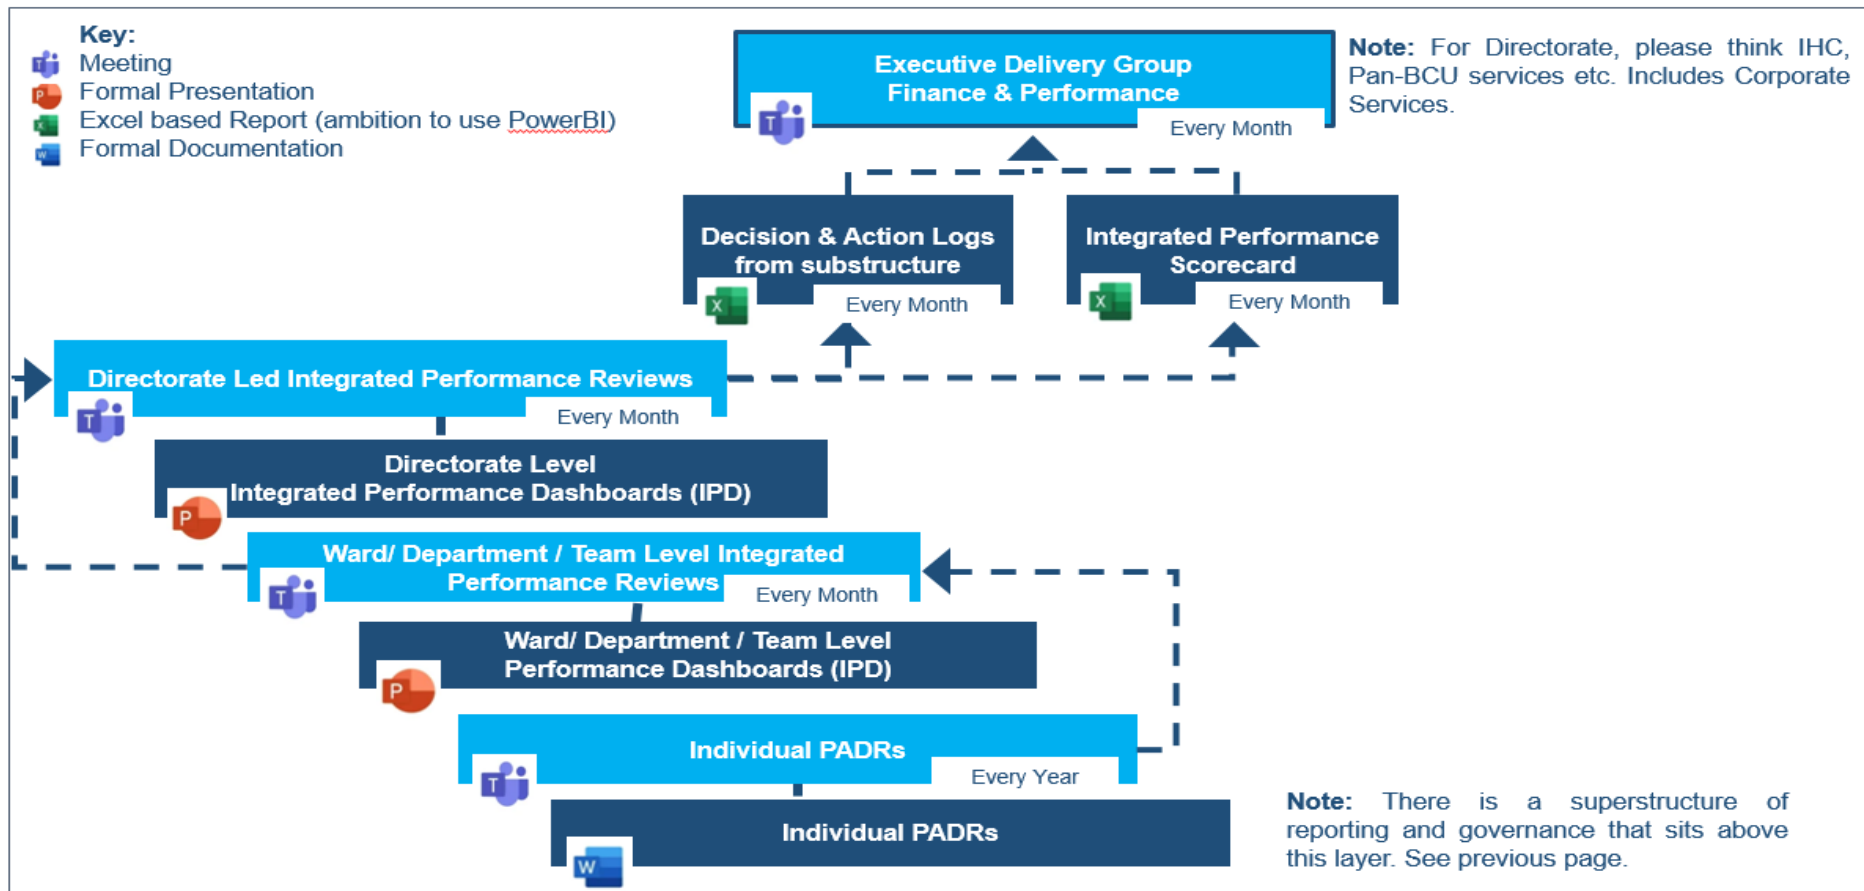 Key:
Meeting
Formal Presentation
Excel based Report (ambition to use PowerBI)
Formal Documentation
Executive Delivery Group
Finance & Performance
Every Month
Note: For Directorate, please think IHC,
Pan-BCU services etc. Includes Corporate
Services.
Decision & Action Logs
from substructure
Every Month
Integrated Performance
Scorecard
Every Month
Directorate Led Integrated Performance Reviews
Every Month
Directorate Level
Integrated Performance Dashboards (IPD)
Ward/ Department / Team Level Integrated
Performance Reviews
Every Month
Ward/ Department / Team Level
Performance Dashboards (IPD)
Individual PADRs
Every Year
Individual PADRs
Note: There is a superstructure of
reporting and governance that sits above
this layer. See previous page.